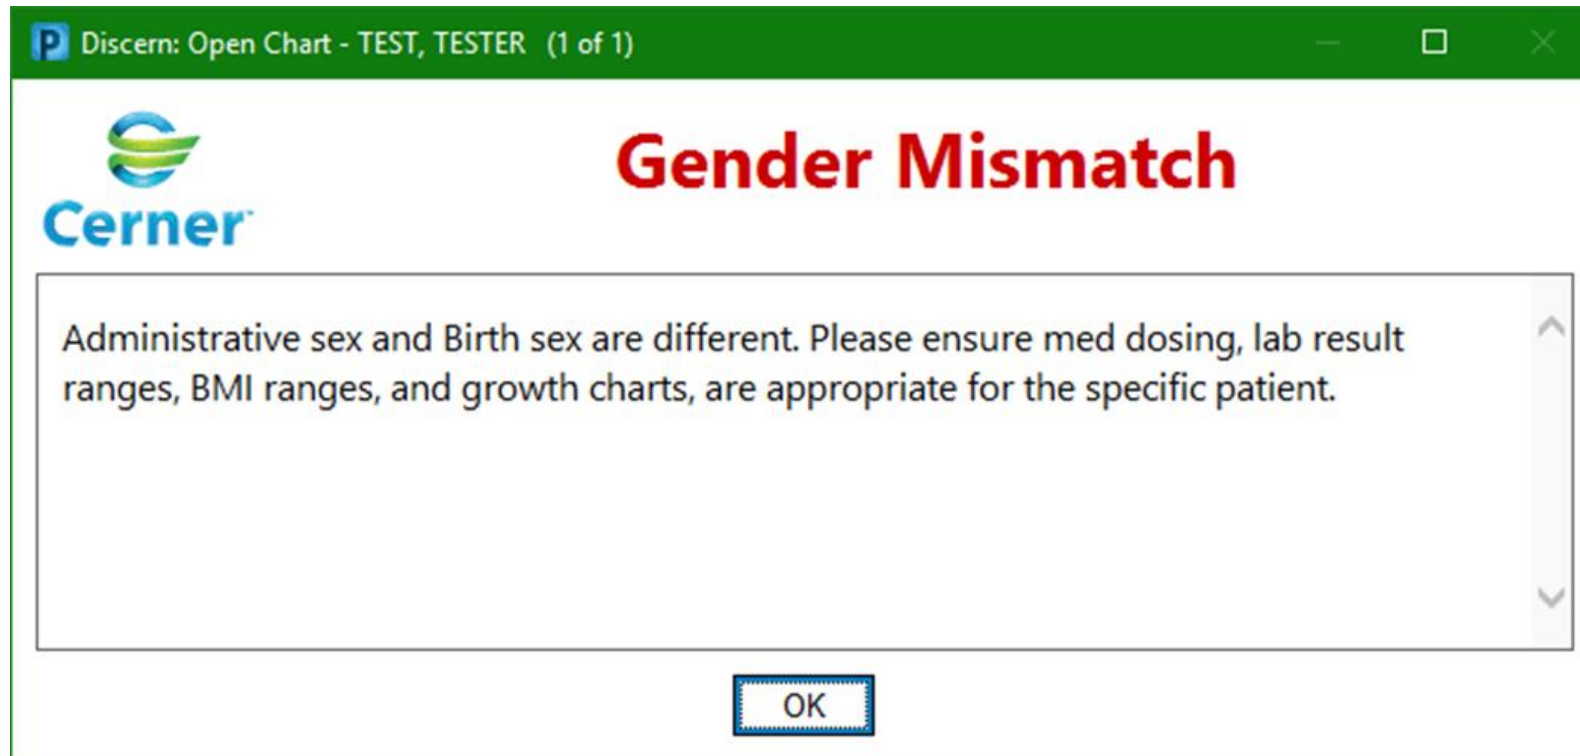 P Discern: Open Chart - TEST, TESTER (1 of 1)
Cerner™
Gender Mismatch
Administrative sex and Birth sex are different. Please ensure med dosing, lab result
ranges, BMI ranges, and growth charts, are appropriate for the specific patient.
OK